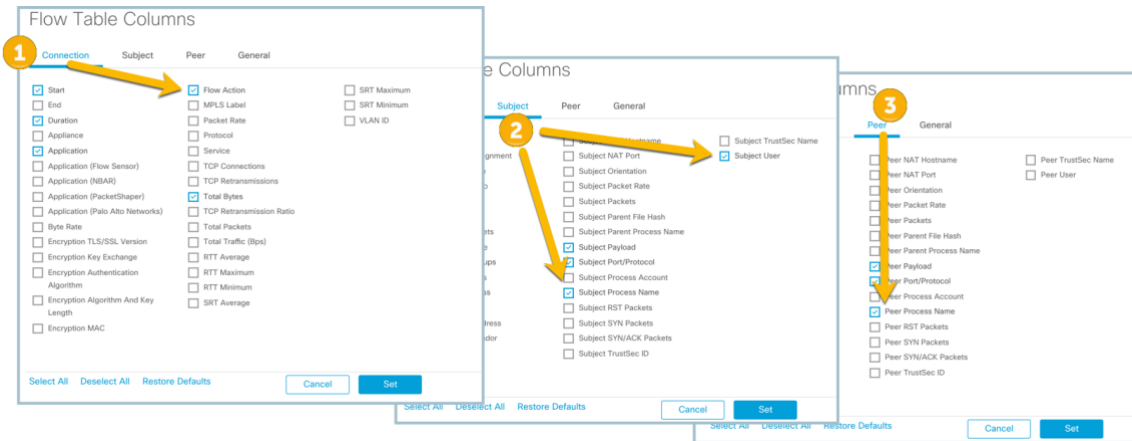 Flow Table Columns
1
Connection Subject Peer General
Start
End
Duration
Appliance
Application
Application (Flow Sensor)
Application (NBAR)
Application (PacketShaper)
Application (Palo Alto Networks)
Byte Rate
Encryption TLS/SSL Version
Encryption Key Exchange
Encryption Authentication
Algorithm
Encryption Algorithm And Key
Length
Encryption MAC
Flow Action
MPLS Label
Packet Rate
Protocol
Service
TCP Connections
TCP Retransmissions
Total Bytes
TCP Retransmission Ratio
Total Packets
Total Traffic (Bps)
RTT Average
RTT Maximum
RTT Minimum
SRT Average
SRT Maximum
SRT Minimum
VLAN ID
Select All Deselect All Restore Defaults Cancel Set
e Columns
Subject Peer General
2
Subject NAT Port
Subject Orientation
Subject Packet Rate
Subject Packets
Subject Parent File Hash
Subject Parent Process Name
Subject Payload
Subject Port/Protocol
Subject Process Account
Subject Process Name
Subject RST Packets
Subject SYN Packets
Subject SYN/ACK Packets
Subject TrustSec ID
Subject TrustSec Name
Subject User
Select All Deselect All Restore Defaults Cancel Set
umns
3
Peer General
Peer NAT Hostname
Peer NAT Port
Peer Orientation
Peer Packet Rate
Peer Packets
Peer Parent File Hash
Peer Parent Process Name
Peer Payload
Peer Port/Protocol
Peer Process Account
Peer Process Name
Peer RST Packets
Peer SYN Packets
Peer SYN/ACK Packets
Peer TrustSec ID
Peer TrustSec Name
Peer User
Select All Deselect All Restore Defaults Cancel Set